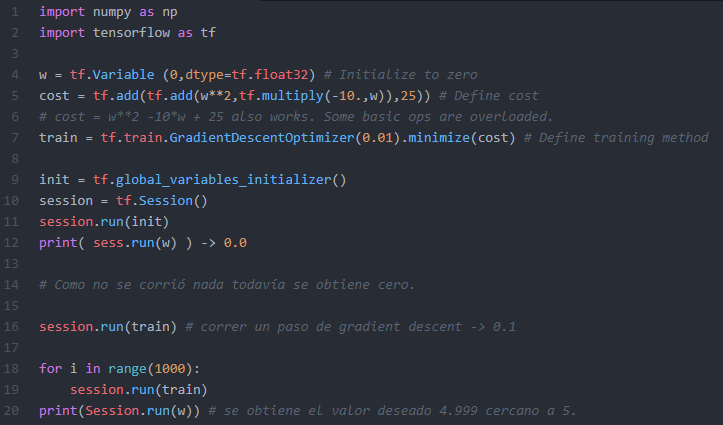 1 import numpy as np
2 import tensorflow as tf
3
4 w = tf.Variable (0,dtype=tf.float32) # Initialize to zero
5 cost = tf.add(tf.add(w**2,tf.multiply(-10.,w)),25)) # Define cost
6 # cost = w**2 -10*w + 25 also works. Some basic ops are overloaded.
7 train = tf.train.GradientDescentOptimizer(0.01).minimize(cost) # Define training method
8
9 init = tf.global_variables_initializer()
10 session = tf.Session()
11 session.run(init)
12 print( sess.run(w) ) -> 0.0
13
14 # Como no se corrió nada todavía se obtiene cero.
15
16 session.run(train) # correr un paso de gradient descent -> 0.1
17
18 for i in range(1000):
19     session.run(train)
20 print(Session.run(w)) # se obtiene el valor deseado 4.999 cercano a 5.